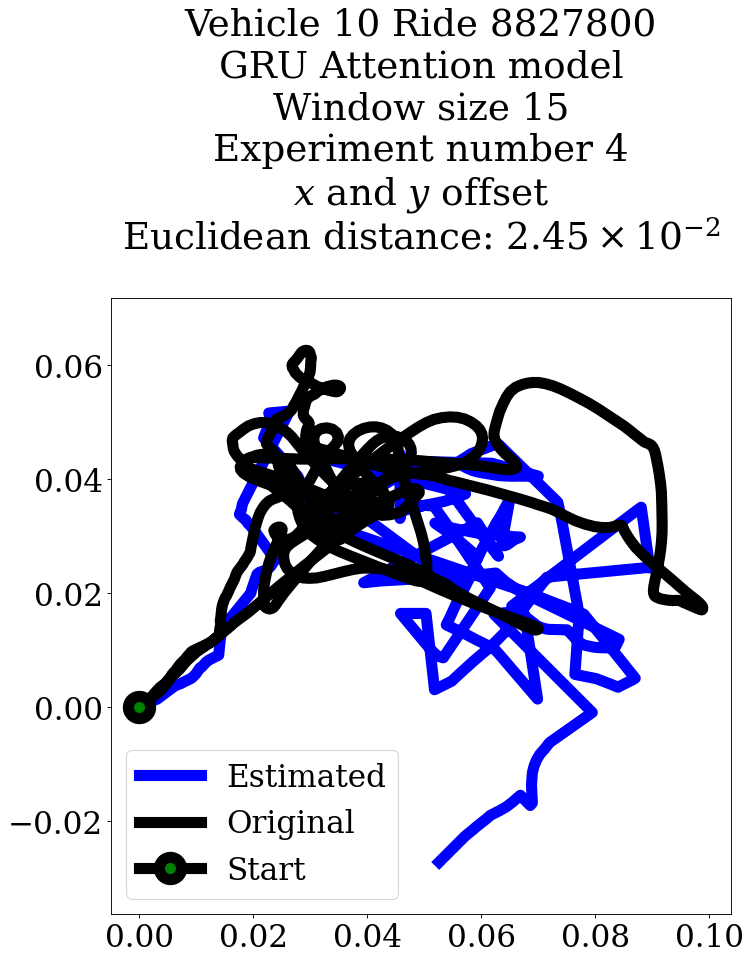 Vehicle 10 Ride 8827800
GRU Attention model
Window size 15
Experiment number 4
x and y offset
Euclidean distance: 2.45 × 10⁻²
0.06
0.04
0.02
0.00
−0.02
Estimated
Original
Start
0.00 0.02 0.04 0.06 0.08 0.10